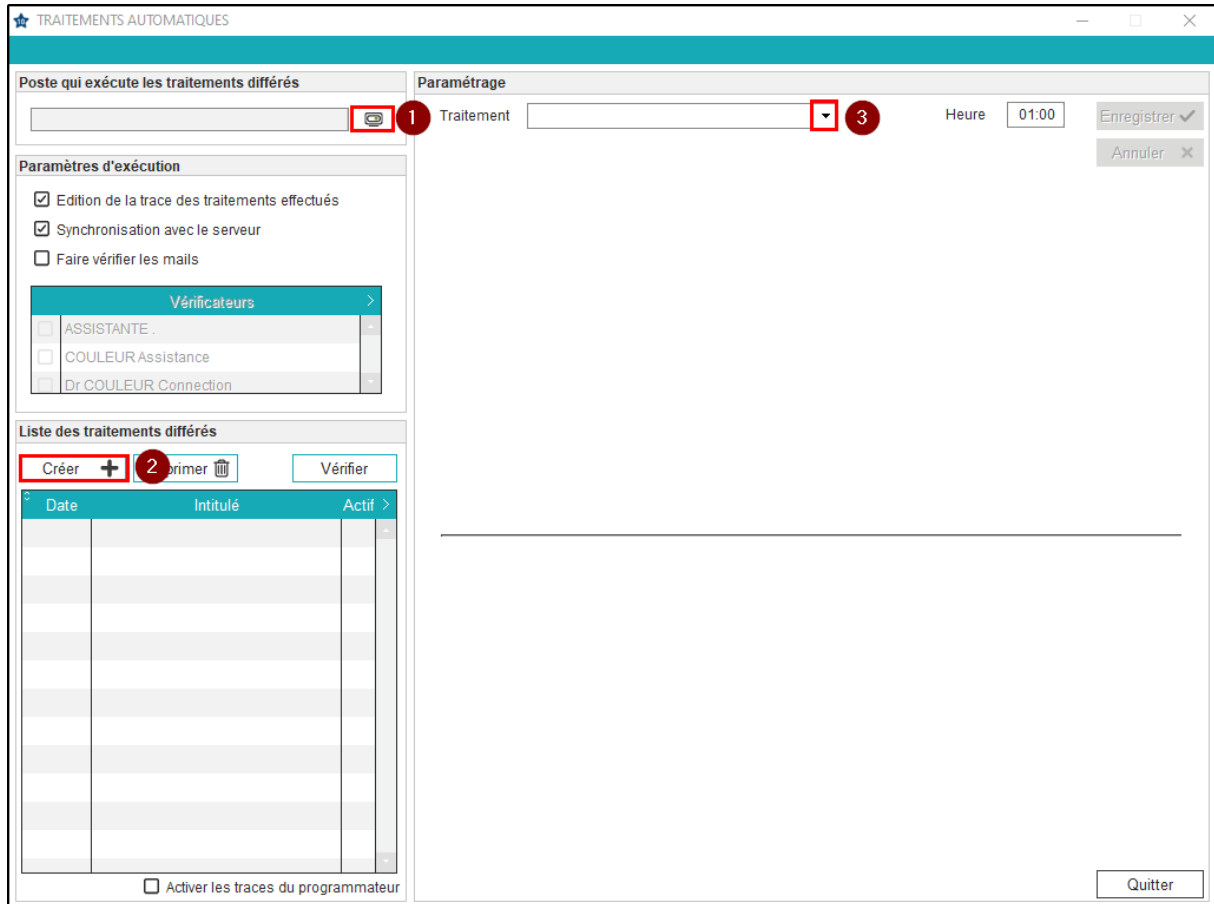 TRAITEMENTS AUTOMATIQUES
Poste qui exécute les traitements différés
1
Paramètres d'exécution
Edition de la trace des traitements effectués
Synchronisation avec le serveur
Faire vérifier les mails
Vérificateurs
ASSISTANTE .
COULEUR Assistance
Dr COULEUR Connection
Liste des traitements différés
Créer 2 primer Vérifier
Date Intitulé Actif
Activer les traces du programmateur
Paramétrage
Traitement 3 Heure 01:00 Enregistrer
Annuler
Quitter